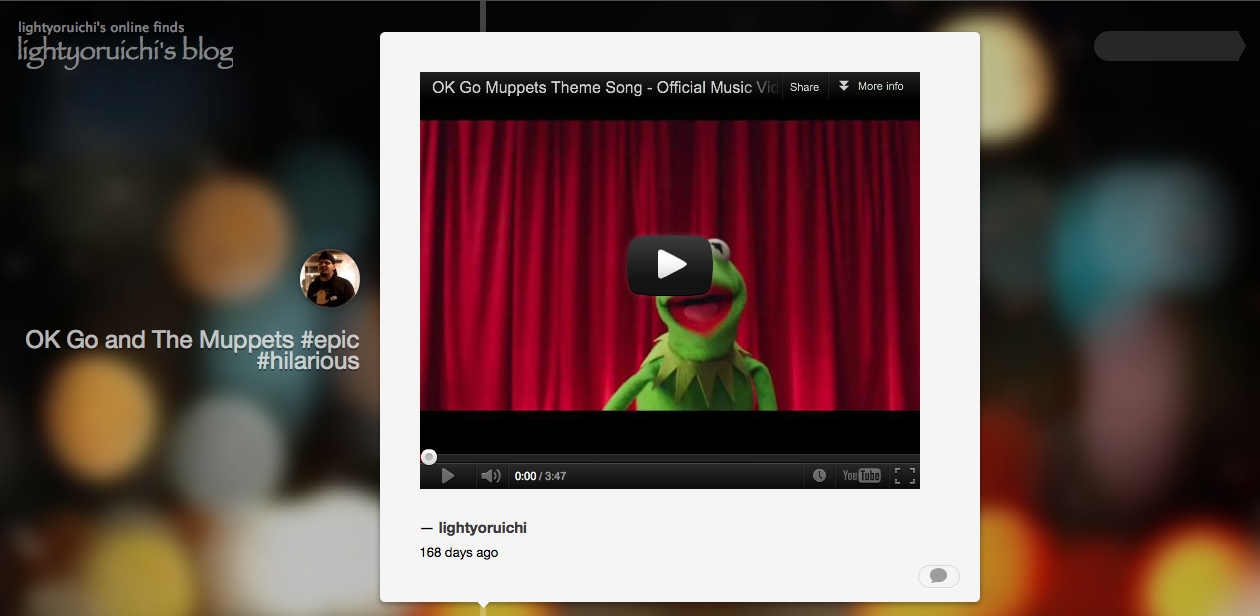 lightyoruichi's online finds
lightyoruichi's blog
OK Go and The Muppets #epic
#hilarious
OK Go Muppets Theme Song - Official Music Vid
Share
More info
0:00 / 3:47
YouTube
— lightyoruichi
168 days ago